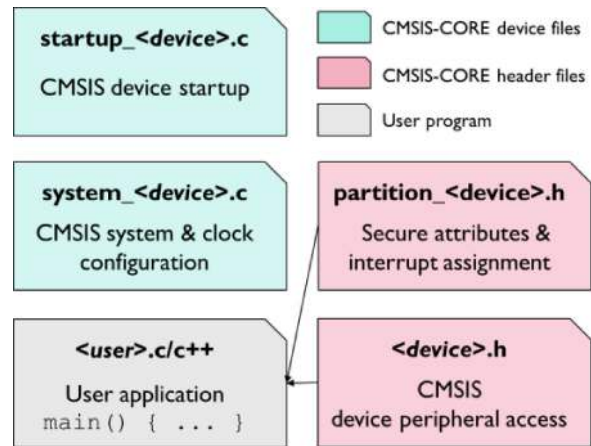 startup_<device>.c
CMSIS device startup
CMSIS-CORE device files
CMSIS-CORE header files
User program
system_<device>.c
CMSIS system & clock
configuration
partition_<device>.h
Secure attributes &
interrupt assignment
<user>.c/c++
User application
main() { ... }
<device>.h
CMSIS
device peripheral access